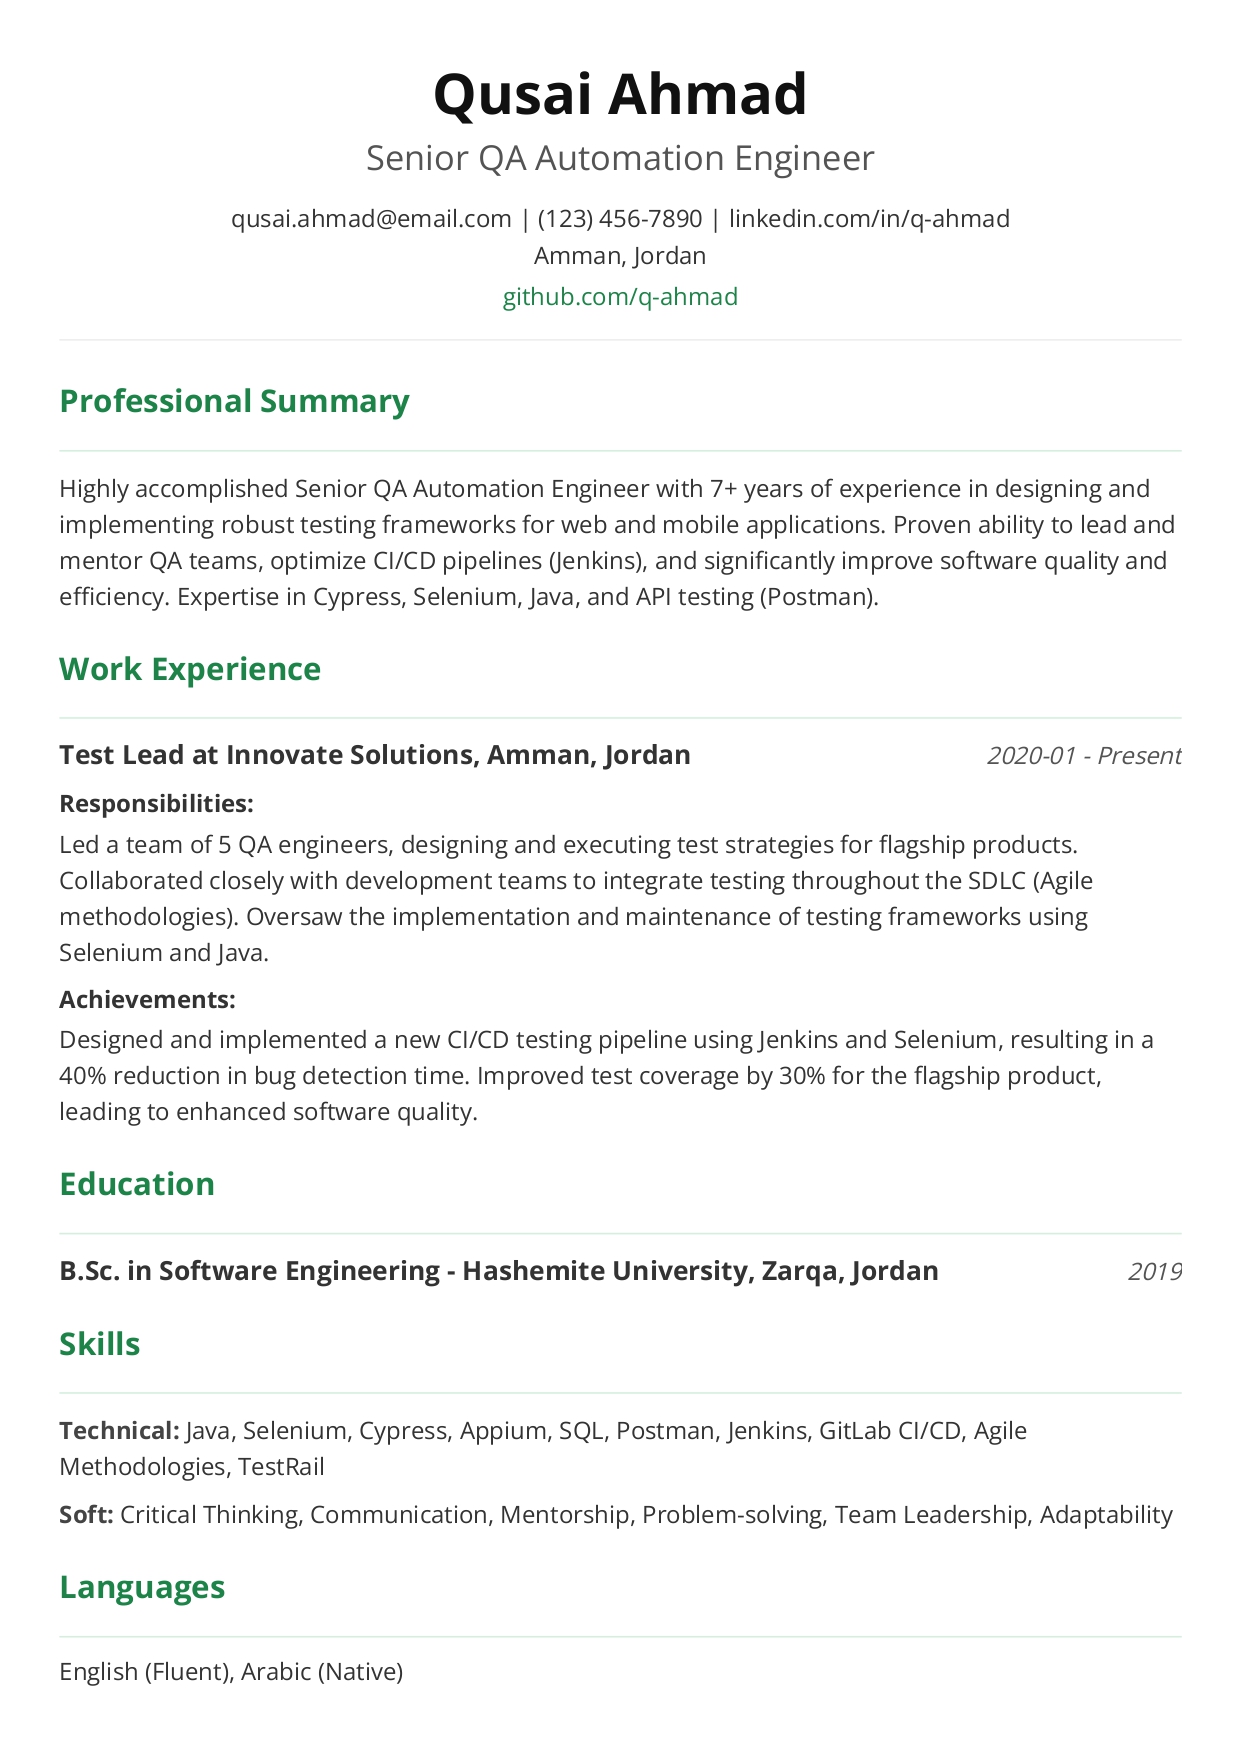 Qusai Ahmad
Senior QA Automation Engineer
qusai.ahmad@email.com | (123) 456-7890 | linkedin.com/in/q-ahmad
Amman, Jordan
github.com/q-ahmad
Professional Summary
Highly accomplished Senior QA Automation Engineer with 7+ years of experience in designing and
implementing robust testing frameworks for web and mobile applications. Proven ability to lead and
mentor QA teams, optimize CI/CD pipelines (Jenkins), and significantly improve software quality and
efficiency. Expertise in Cypress, Selenium, Java, and API testing (Postman).
Work Experience
Test Lead at Innovate Solutions, Amman, Jordan 2020-01 - Present
Responsibilities:
Led a team of 5 QA engineers, designing and executing test strategies for flagship products.
Collaborated closely with development teams to integrate testing throughout the SDLC (Agile
methodologies). Oversaw the implementation and maintenance of testing frameworks using
Selenium and Java.
Achievements:
Designed and implemented a new CI/CD testing pipeline using Jenkins and Selenium, resulting in a
40% reduction in bug detection time. Improved test coverage by 30% for the flagship product,
leading to enhanced software quality.
Education
B.Sc. in Software Engineering - Hashemite University, Zarqa, Jordan 2019
Skills
Technical: Java, Selenium, Cypress, Appium, SQL, Postman, Jenkins, GitLab CI/CD, Agile
Methodologies, TestRail
Soft: Critical Thinking, Communication, Mentorship, Problem-solving, Team Leadership, Adaptability
Languages
English (Fluent), Arabic (Native)